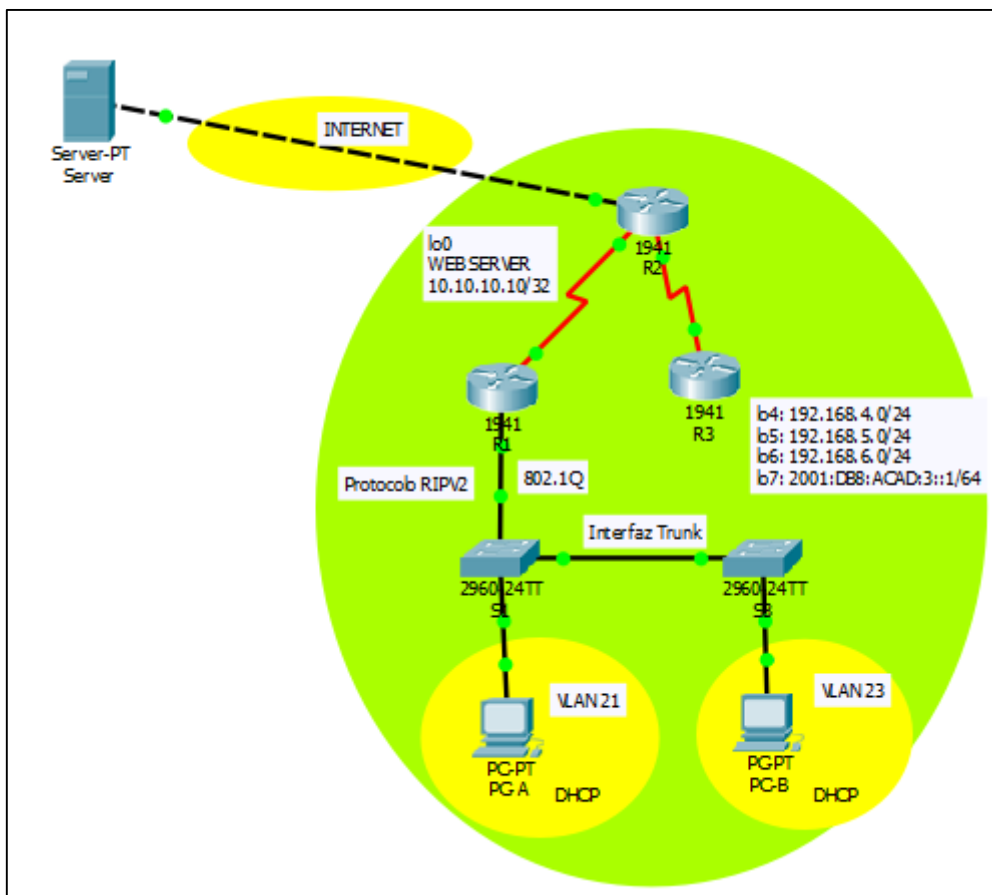 INTERNET
Server-PT
Server
1941
R2
lo0
WEB SERVER
10.10.10.10/32
1941
R1
1941
R3
lo4: 192.168.4.0/24
lo5: 192.168.5.0/24
lo6: 192.168.6.0/24
lo7: 2001:DB8:ACAD:3::1/64
Protocolo RIPV2
802.1Q
Interfaz Trunk
2960-24TT
S1
2960-24TT
S3
VLAN 21
PC-PT
PC-A
DHCP
VLAN 23
PC-PT
PC-B
DHCP